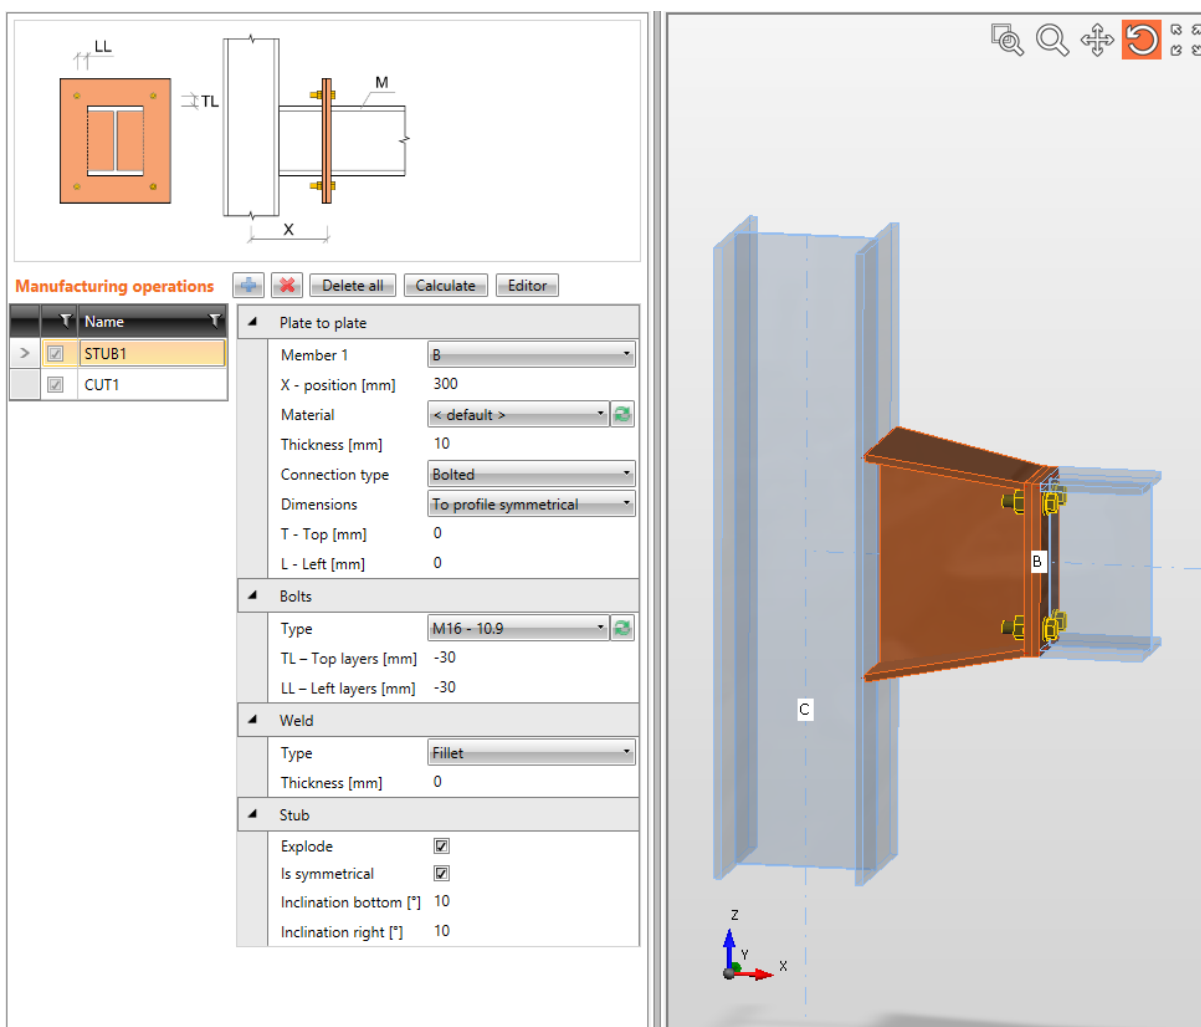 LL
TL
M
X
Manufacturing operations Delete all Calculate Editor
Name
STUB1
CUT1
Plate to plate
Member 1 B
X - position [mm] 300
Material < default >
Thickness [mm] 10
Connection type Bolted
Dimensions To profile symmetrical
T - Top [mm] 0
L - Left [mm] 0
Bolts
Type M16 - 10.9
TL – Top layers [mm] -30
LL – Left layers [mm] -30
Weld
Type Fillet
Thickness [mm] 0
Stub
Explode
Is symmetrical
Inclination bottom [°] 10
Inclination right [°] 10
B
C
Z
Y
X